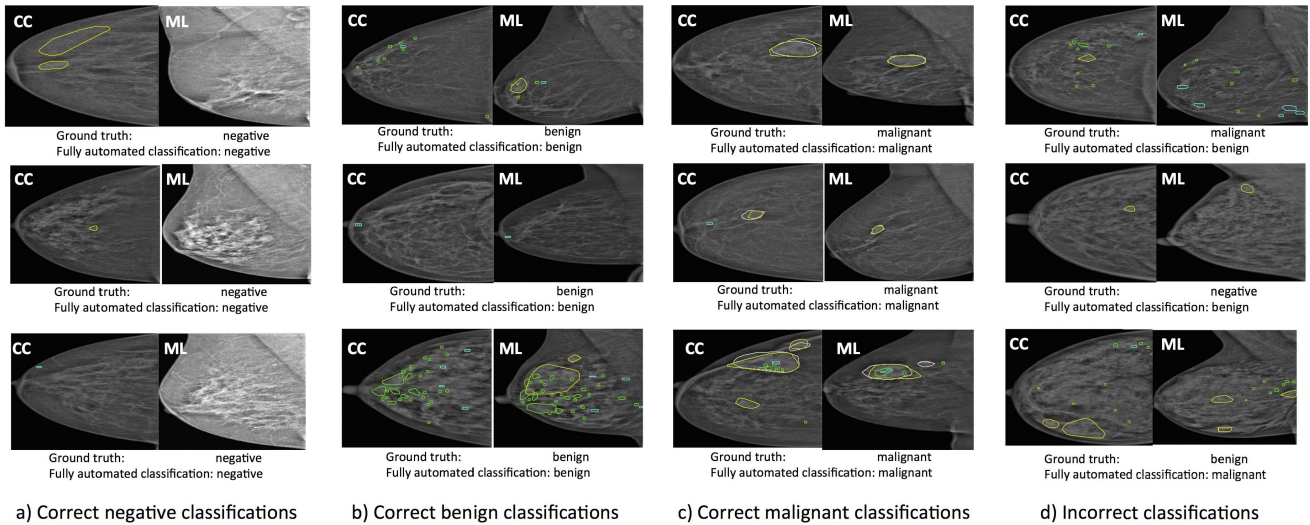 CC ML
Ground truth: negative
Fully automated classification: negative
CC ML
Ground truth: negative
Fully automated classification: negative
CC ML
Ground truth: negative
Fully automated classification: negative
a) Correct negative classifications
CC ML
Ground truth: benign
Fully automated classification: benign
CC ML
Ground truth: benign
Fully automated classification: benign
CC ML
Ground truth: benign
Fully automated classification: benign
b) Correct benign classifications
CC ML
Ground truth: malignant
Fully automated classification: malignant
CC ML
Ground truth: malignant
Fully automated classification: malignant
CC ML
Ground truth: malignant
Fully automated classification: malignant
c) Correct malignant classifications
CC ML
Ground truth: malignant
Fully automated classification: benign
CC ML
Ground truth: negative
Fully automated classification: benign
CC ML
Ground truth: benign
Fully automated classification: malignant
d) Incorrect classifications